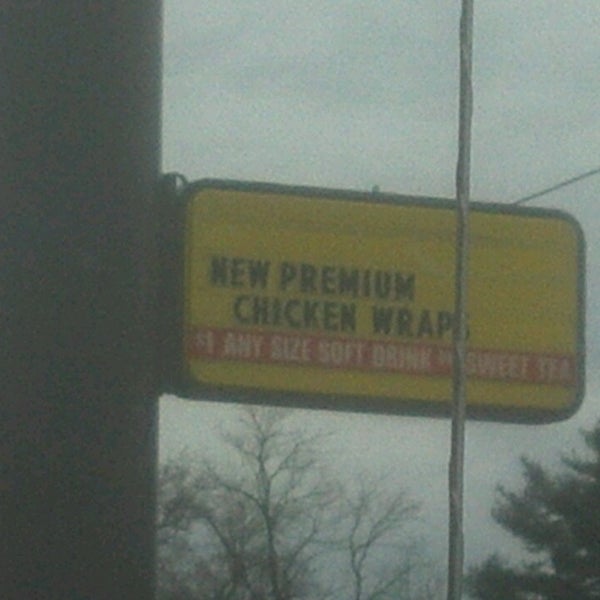 NEW PREMIUM
CHICKEN WRAPS
$1 ANY SIZE SOFT DRINK SWEET TEA